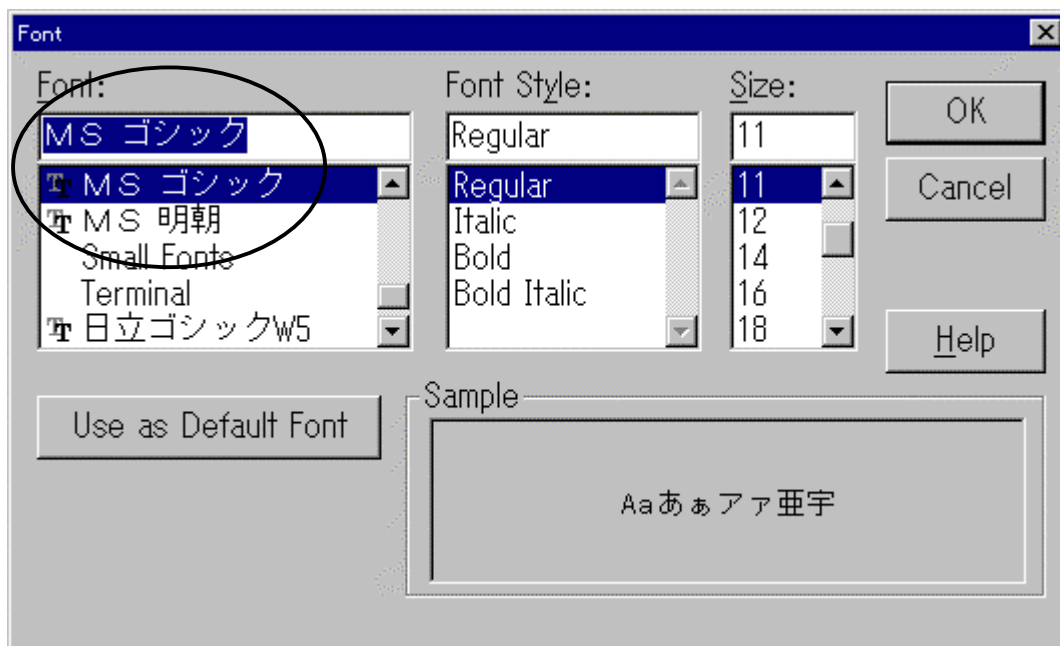 Font
Font:
ＭＳ ゴシック
ＭＳ ゴシック
ＭＳ 明朝
Small Fonts
Terminal
日立ゴシックW5
Use as Default Font
Font Style:
Regular
Regular
Italic
Bold
Bold Italic
Size:
11
11
12
14
16
18
OK
Cancel
Help
Sample
Aaあぁアァ亜宇